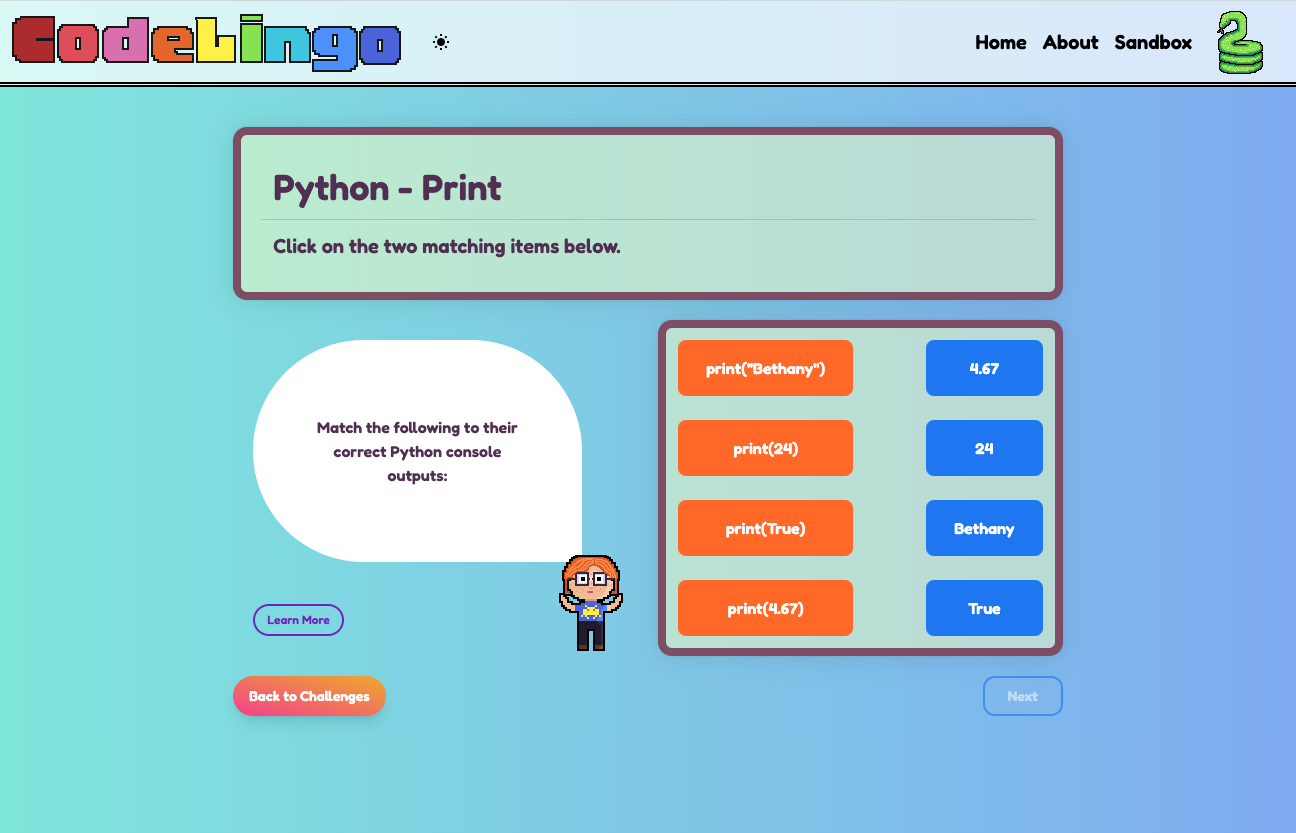 CodeLingo
Home About Sandbox
Python - Print
Click on the two matching items below.
Match the following to their
correct Python console
outputs:
Learn More
print("Bethany") 4.67
print(24) 24
print(True) Bethany
print(4.67) True
Back to Challenges
Next